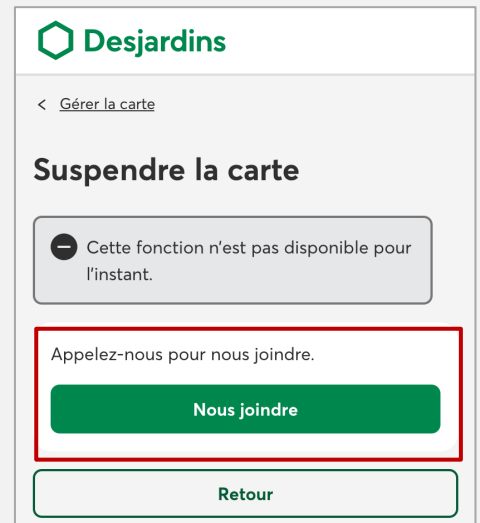 Desjardins
< Gérer la carte
Suspendre la carte
Cette fonction n'est pas disponible pour
l'instant.
Appelez-nous pour nous joindre.
Nous joindre
Retour